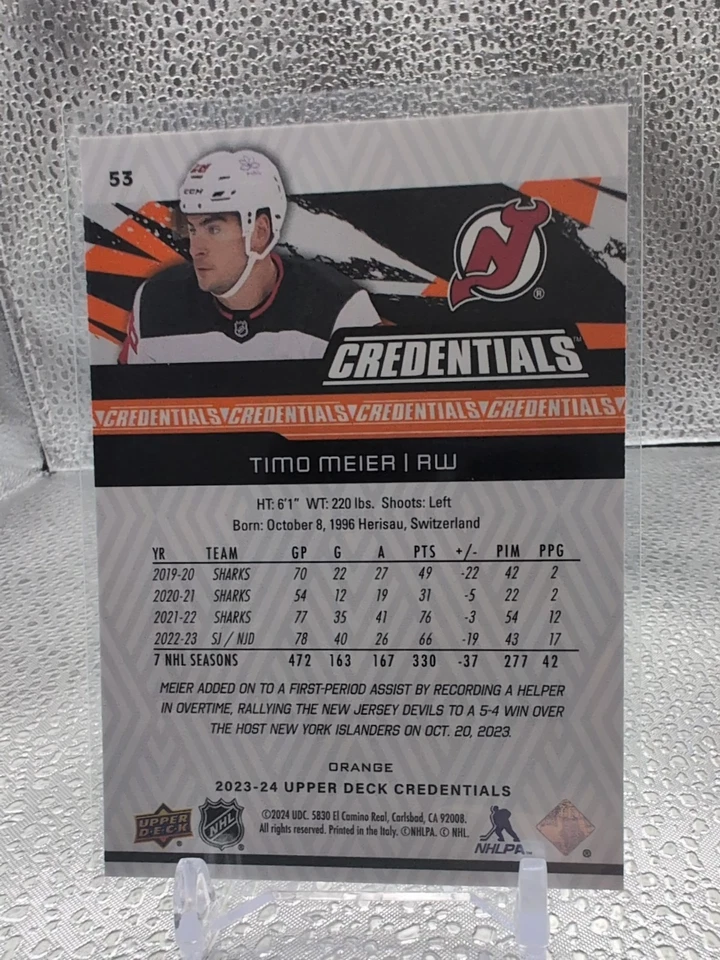 53
28
CCM
®
CREDENTIALS™
CREDENTIALS CREDENTIALS CREDENTIALS CREDENTIALS
TIMO MEIER | RW
HT: 6'1" WT: 220 lbs. Shoots: Left
Born: October 8, 1996 Herisau, Switzerland
YR TEAM GP G A PTS +/- PIM PPG
2019-20 SHARKS 70 22 27 49 -22 42 2
2020-21 SHARKS 54 12 19 31 -5 22 2
2021-22 SHARKS 77 35 41 76 -3 54 12
2022-23 SJ / NJD 78 40 26 66 -19 43 17
7 NHL SEASONS 472 163 167 330 -37 277 42
MEIER ADDED ON TO A FIRST-PERIOD ASSIST BY RECORDING A HELPER
IN OVERTIME, RALLYING THE NEW JERSEY DEVILS TO A 5-4 WIN OVER
THE HOST NEW YORK ISLANDERS ON OCT. 20, 2023.
ORANGE
2023-24 UPPER DECK CREDENTIALS
UPPER DECK
NHL
©2024 UDC. 5830 El Camino Real, Carlsbad, CA 92008.
All rights reserved. Printed in the Italy. ©NHLPA. © NHL.
NHLPA
®